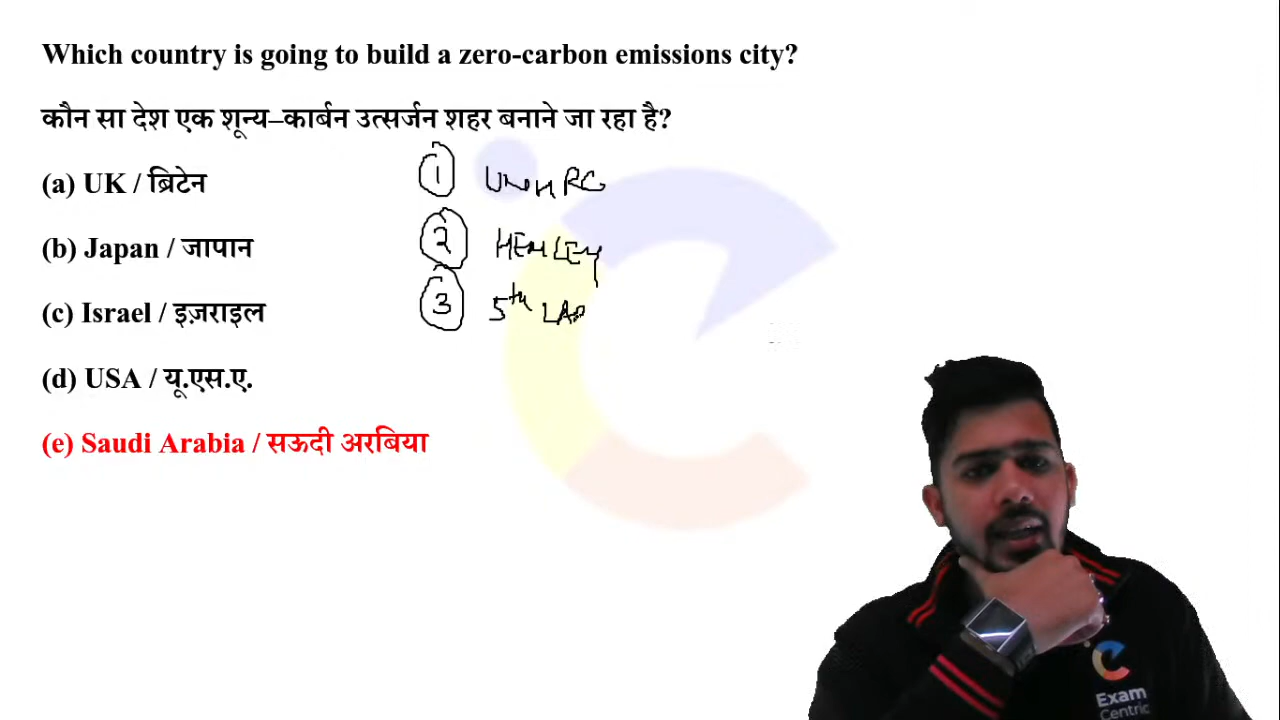 Which country is going to build a zero-carbon emissions city?
कौन सा देश एक शून्य–कार्बन उत्सर्जन शहर बनाने जा रहा है?
(a) UK / ब्रिटेन
(b) Japan / जापान
(c) Israel / इज़राइल
(d) USA / यू.एस.ए.
(e) Saudi Arabia / सऊदी अरबिया
1 UNHRC
2 HENLEY
3 5th
Exam
Centric